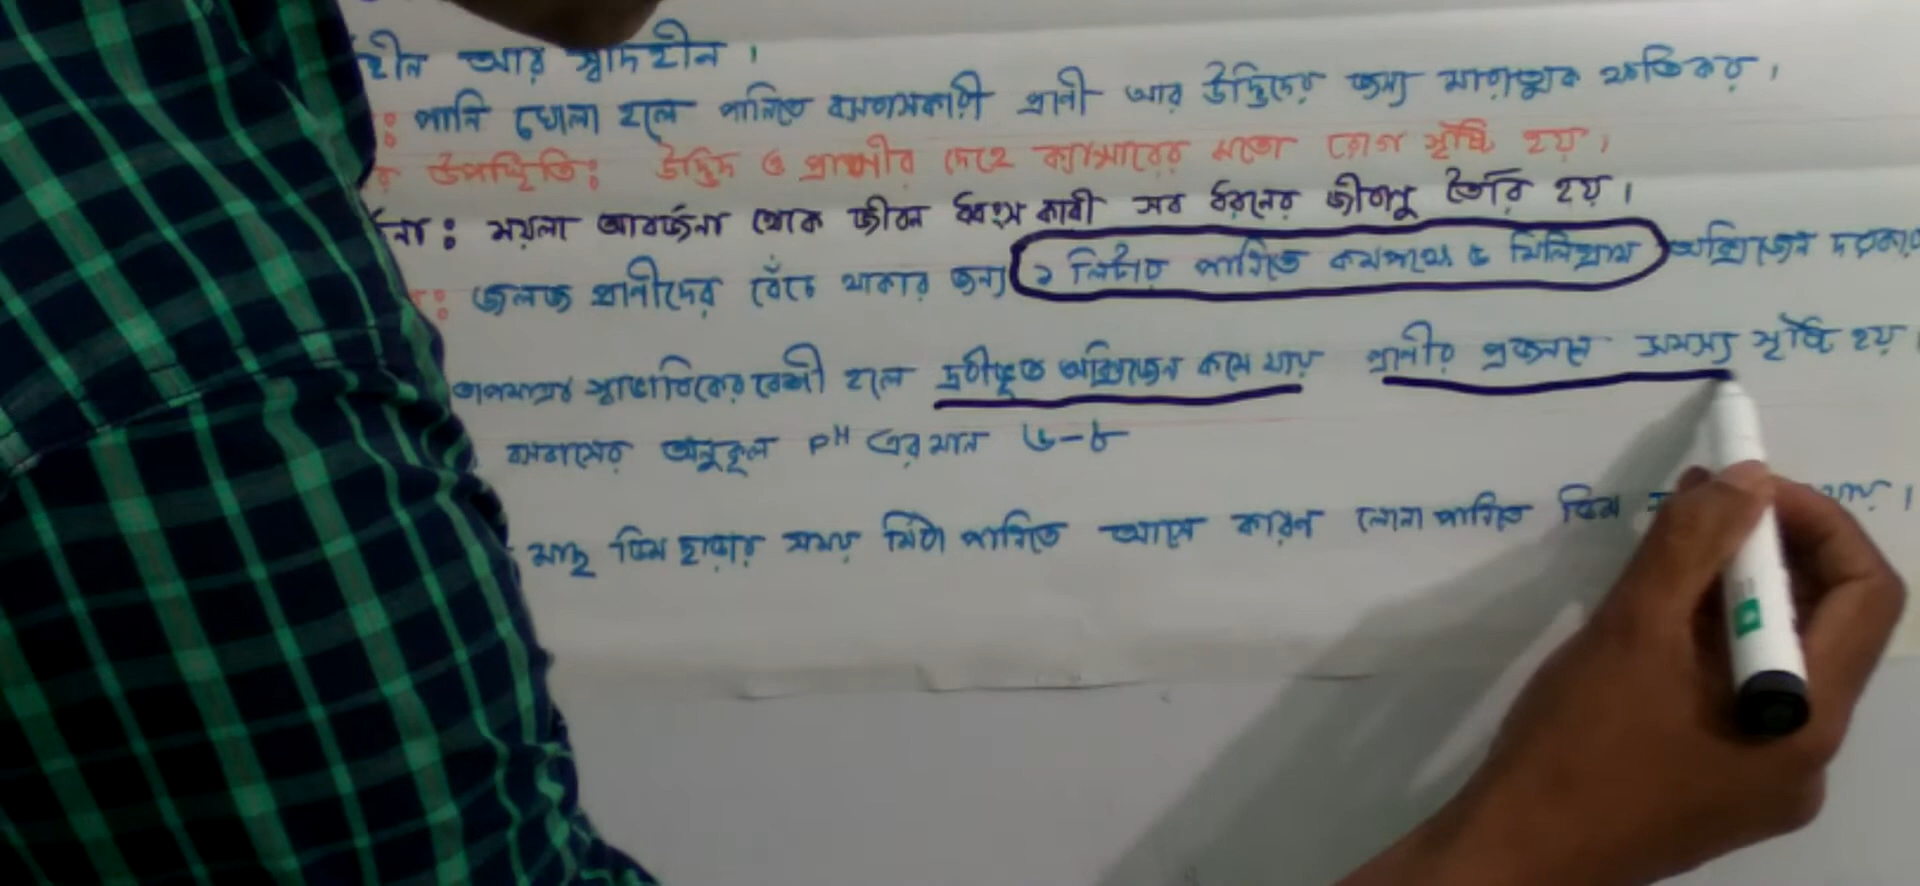 হীন আর স্বাদহীন।
: পানি ঘোলা হলে পানিতে বসবাসকারী প্রানী আর উদ্ভিদের জন্য মারাত্মক ক্ষতিকর।
র উপস্থিতি: উদ্ভিদ ও প্রাণীর দেহে ক্যান্সারের মতো রোগ সৃষ্টি হয়।
র্জনা: ময়লা আবর্জনা থেকে জীবন ধ্বংসকারী সব ধরনের জীবাণু তৈরি হয়।
: জলজ প্রানীদের বেঁচে থাকার জন্য ১ লিটার পানিতে কমপক্ষে ৫ মিলিগ্রাম অক্সিজেন দরকার
তাপমাত্রা স্বাভাবিকের বেশী হলে দ্রবীভূত অক্সিজেন কমে যায় প্রানীর প্রজননে সমস্যা সৃষ্টি হয়।
বসবাসের অনুকূল pH এর মান ৬-৮
মাছ ডিম ছাড়ার সময় মিঠা পানিতে আসে কারণ লোনা পানিতে ডিম ন যায়।